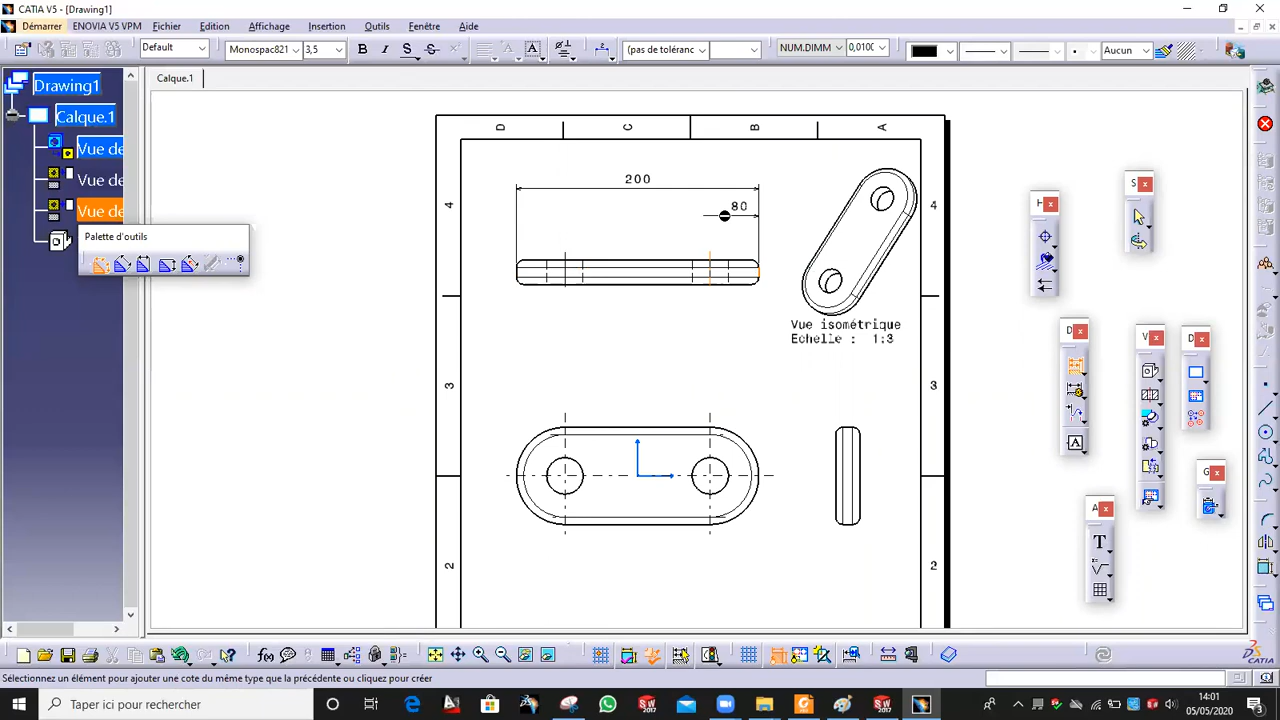 CATIA V5 - [Drawing1]
Démarrer ENOVIA V5 VPM Fichier Edition Affichage Insertion Outils Fenêtre Aide
Default Monospac821 3,5 B I S S (pas de toléranc NUM.DIMM 0,0100 Aucun
Drawing1
Calque.1
Vue de
Vue de
Vue de
Palette d'outils
Calque.1
D C B A
4 4
3 3
2 2
200
80
Vue isométrique
Echelle : 1:3
H
S
D
V
D
G
A
T
A
f(x)
Sélectionnez un élément pour ajouter une cote du même type que la précédente ou cliquez pour créer
Taper ici pour rechercher
14:01
05/05/2020